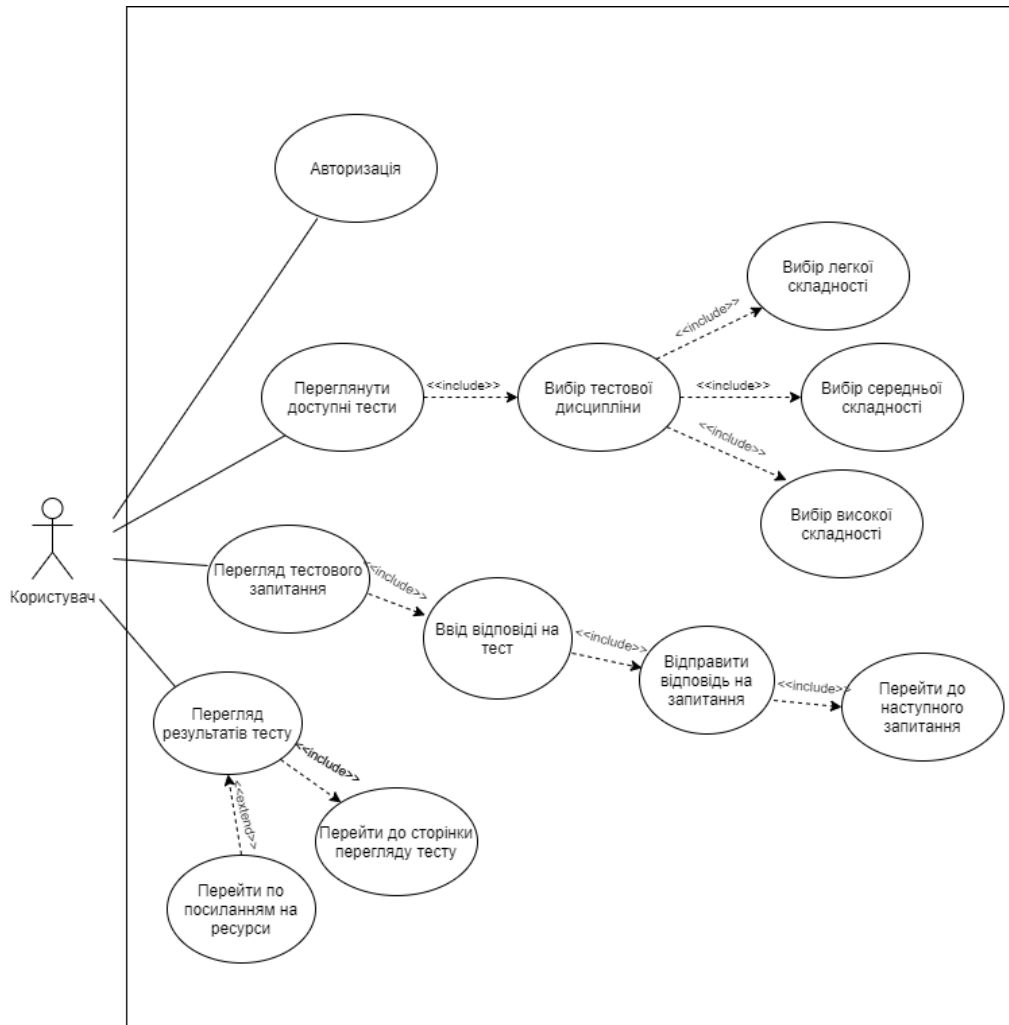 Авторизація
Вибір легкої
складності
<<include>>
Переглянути
доступні тести
<<include>>
Вибір тестової
дисципліни
<<include>>
Вибір середньої
складності
<<include>>
Вибір високої
складності
Користувач
Перегляд тестового
запитання
<<include>>
Ввід відповіді на
тест
<<include>>
Відправити
відповідь на
запитання
<<include>>
Перейти до
наступного
запитання
Перегляд
результатів тесту
<<include>>
<<extend>>
Перейти до сторінки
перегляду тесту
Перейти по
посиланням на
ресурси